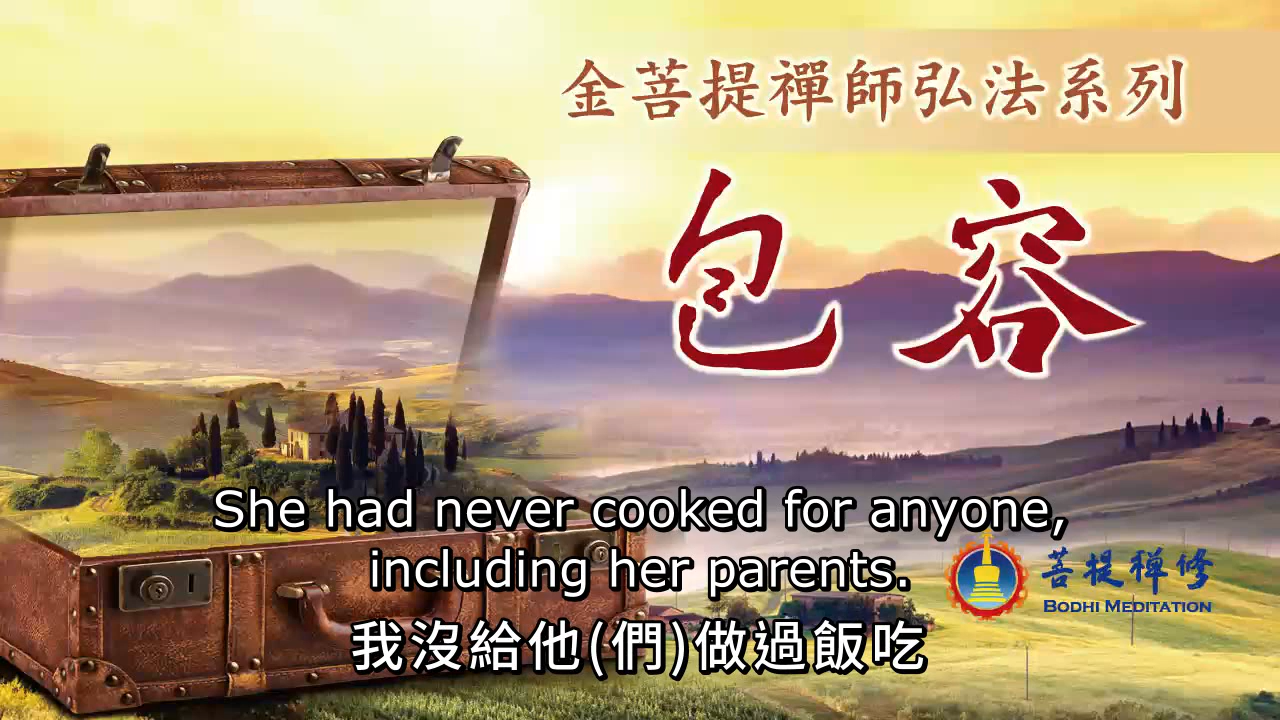 金菩提禪師弘法系列
包容
She had never cooked for anyone,
including her parents.
菩提禪修
BODHI MEDITATION
我沒給他(們)做過飯吃